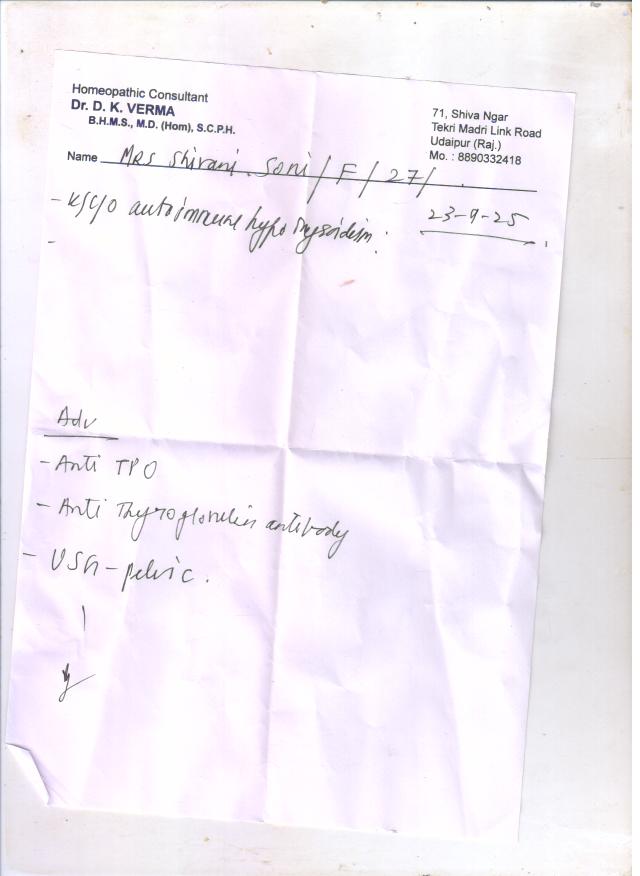 Homeopathic Consultant
Dr. D. K. VERMA
B.H.M.S., M.D. (Hom), S.C.P.H.
71, Shiva Ngar
Tekri Madri Link Road
Udaipur (Raj.)
Mo. : 8890332418
Name Mrs Shivani Soni / F / 27 /
23-9-25
- K/C/O autoimmune hypothyroidism.
-
Adv
- Anti TPO
- Anti Thyroglobulin antibody
- USG - pelvic.